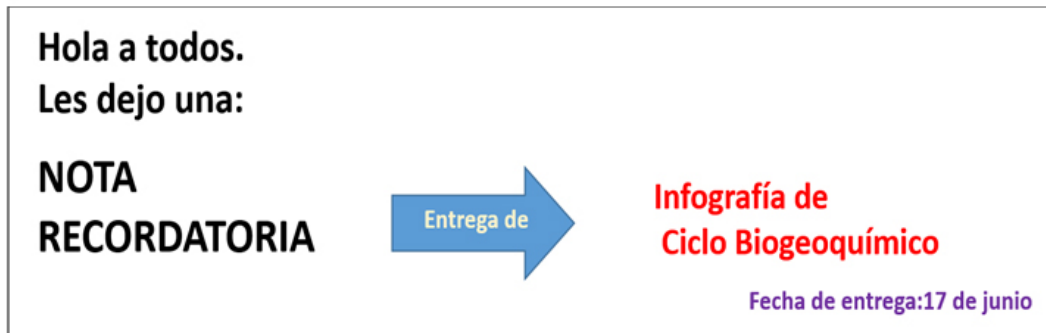 Hola a todos.
Les dejo una:
NOTA
RECORDATORIA
Entrega de
Infografía de
Ciclo Biogeoquímico
Fecha de entrega:17 de junio